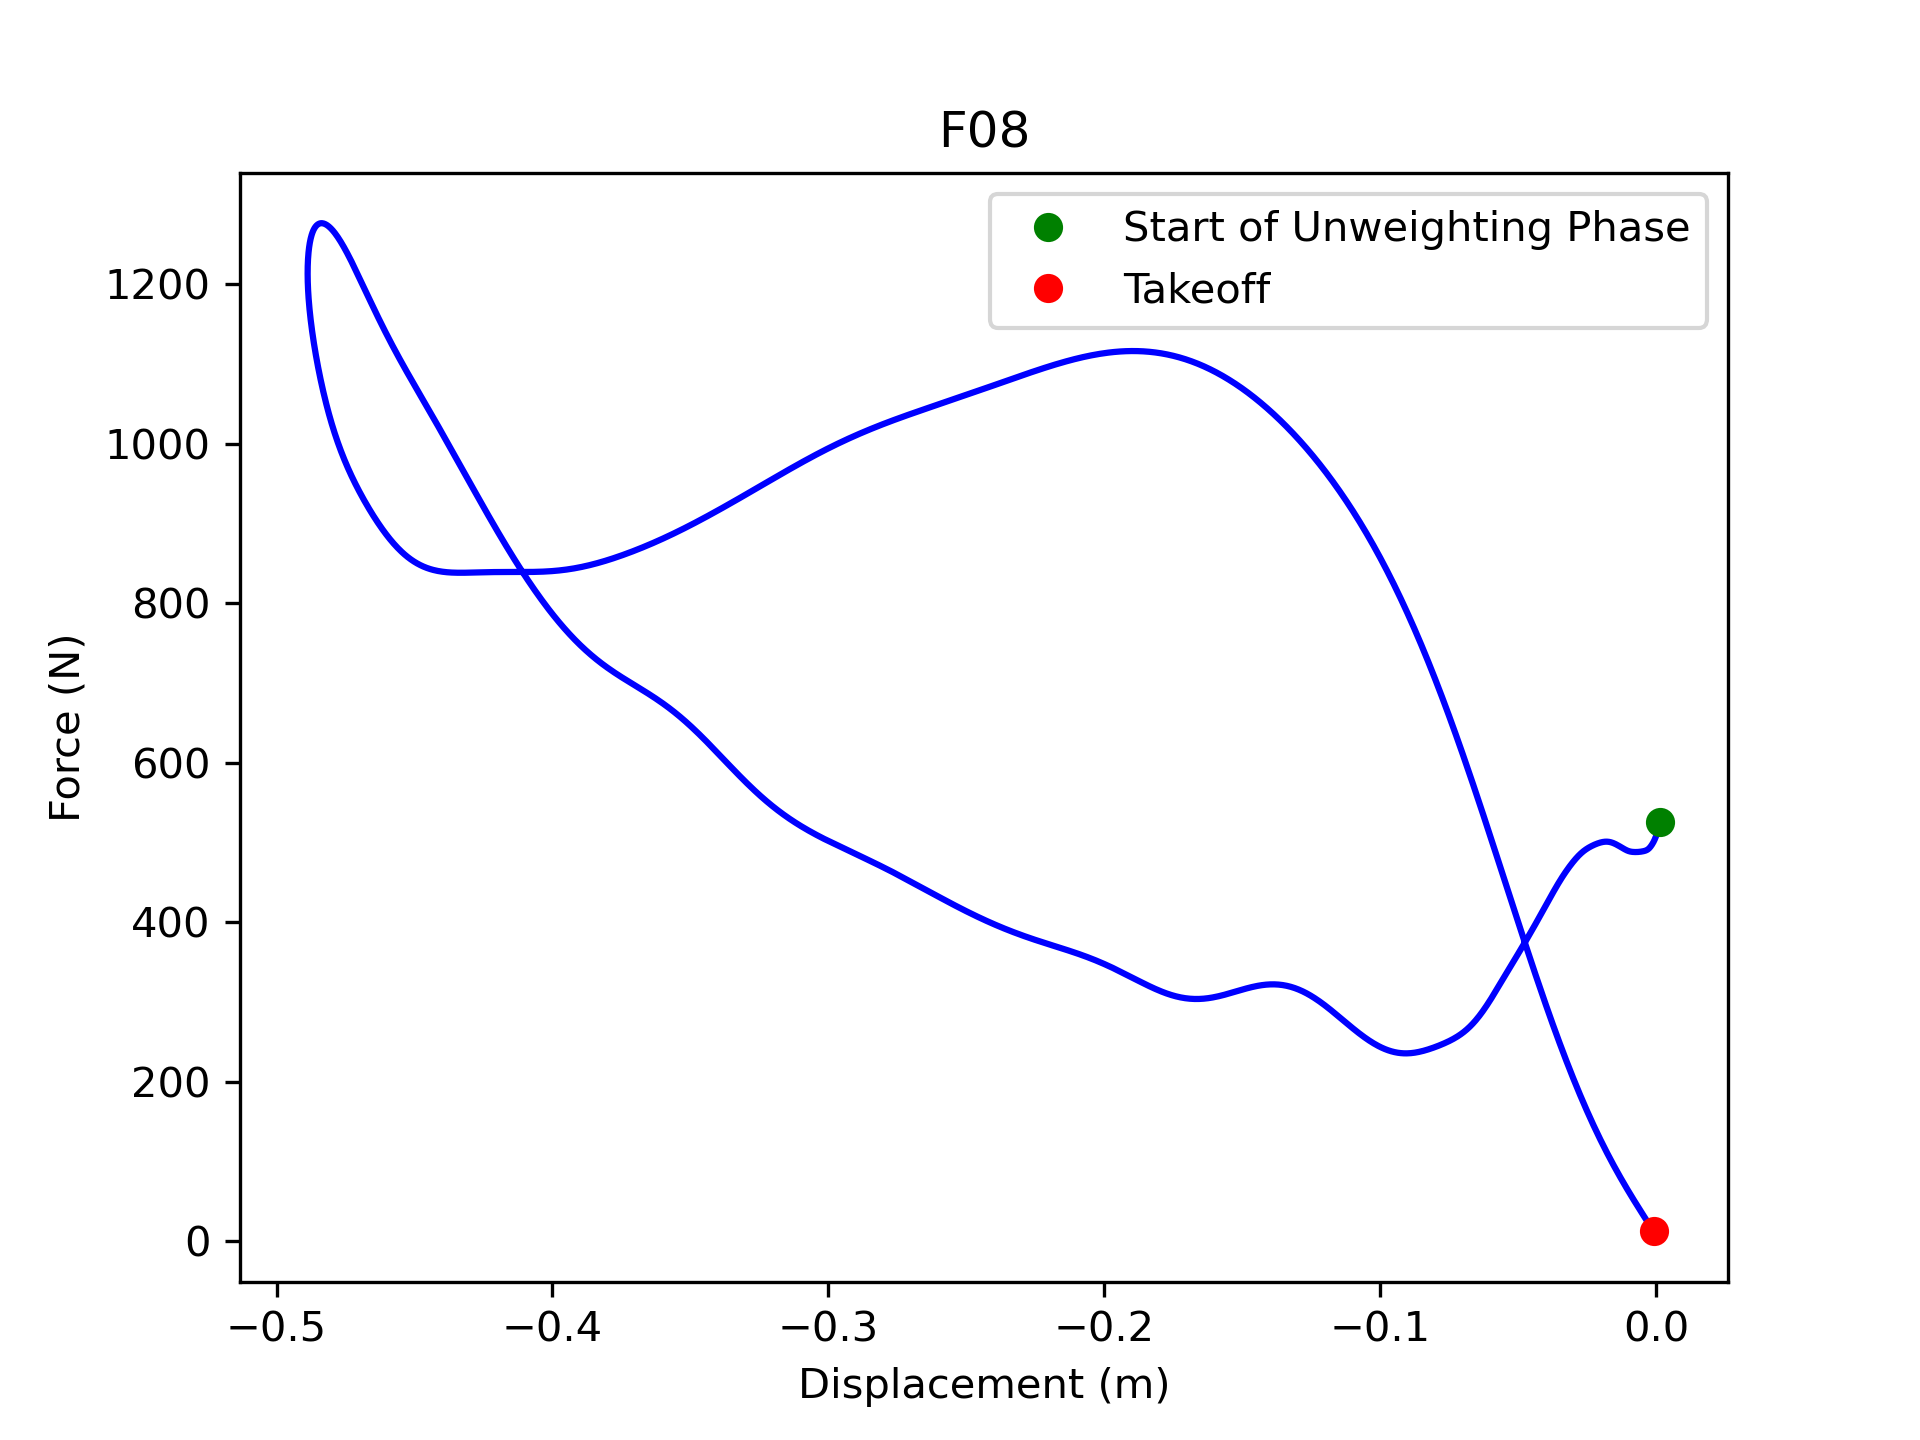 F08
Start of Unweighting Phase
Takeoff
1200
1000
800
600
400
200
0
Force (N)
−0.5 −0.4 −0.3 −0.2 −0.1 0.0
Displacement (m)